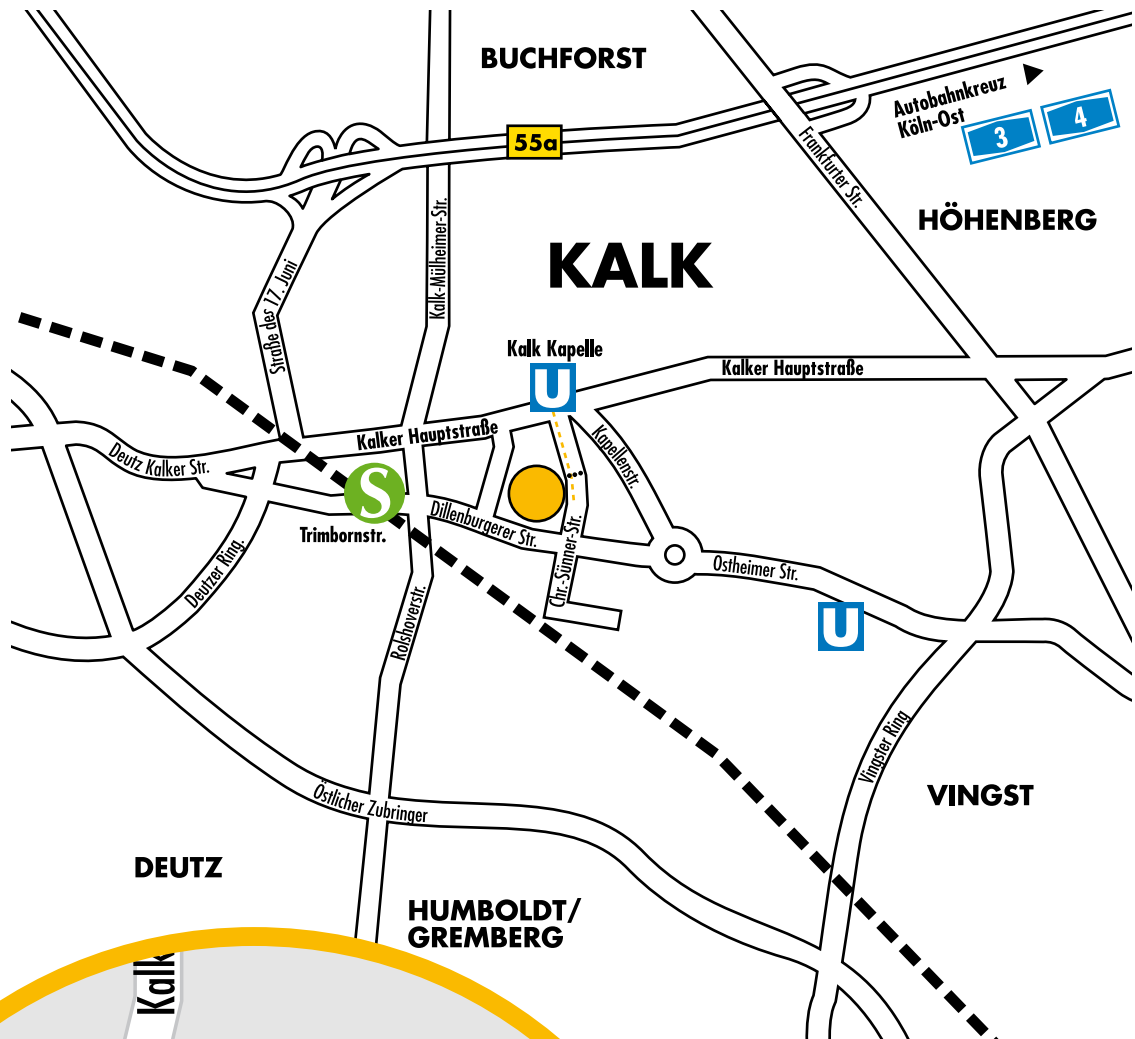 BUCHFORST
Autobahnkreuz
Köln-Ost
3
4
55a
Frankfurter Str.
HÖHENBERG
KALK
Kalk-Mülheimer-Str.
Straße des 17. Juni
Kalk Kapelle
U
Kalker Hauptstraße
Kalker Hauptstraße
Kapellenstr.
Deutz Kalker Str.
S
Trimbornstr.
Dillenburgerer Str.
Chr.-Sünner-Str.
Ostheimer Str.
Deutzer Ring.
U
Rolshoverstr.
Vingster Ring
VINGST
Östlicher Zubringer
DEUTZ
HUMBOLDT/
GREMBERG
Kalk